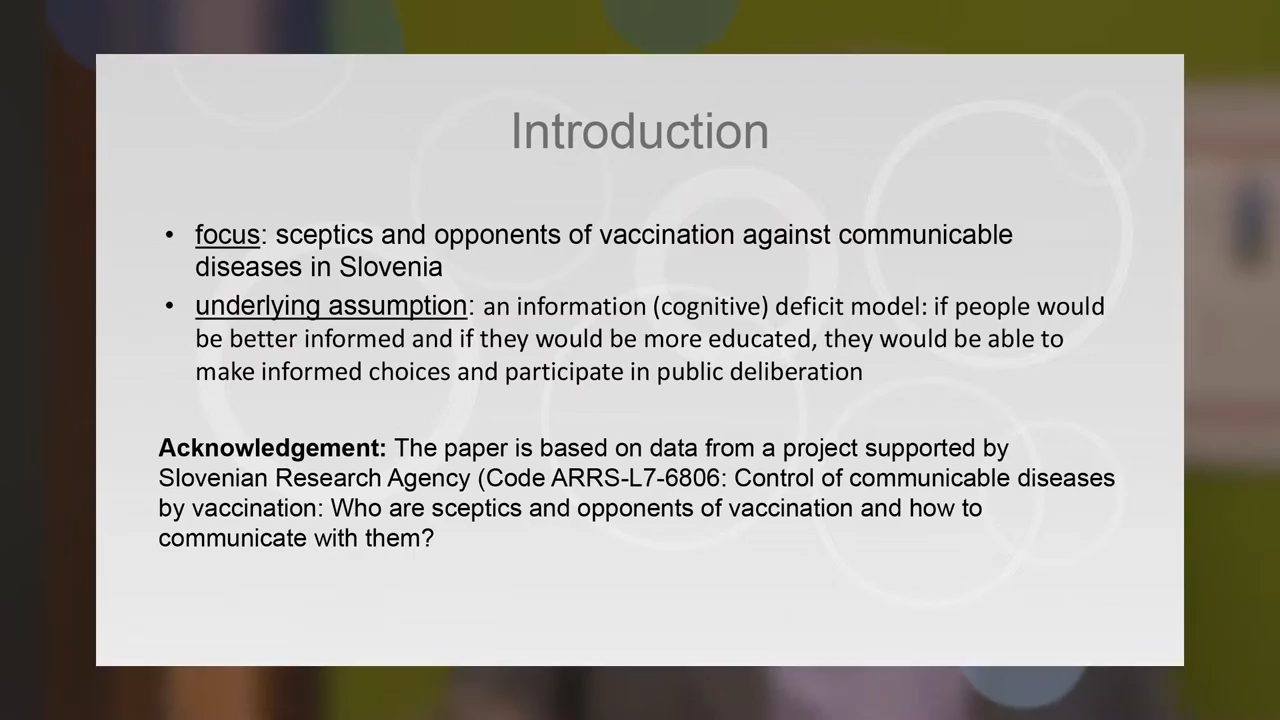 Introduction
• focus: sceptics and opponents of vaccination against communicable
diseases in Slovenia
• underlying assumption: an information (cognitive) deficit model: if people would
be better informed and if they would be more educated, they would be able to
make informed choices and participate in public deliberation
Acknowledgement: The paper is based on data from a project supported by
Slovenian Research Agency (Code ARRS-L7-6806: Control of communicable diseases
by vaccination: Who are sceptics and opponents of vaccination and how to
communicate with them?